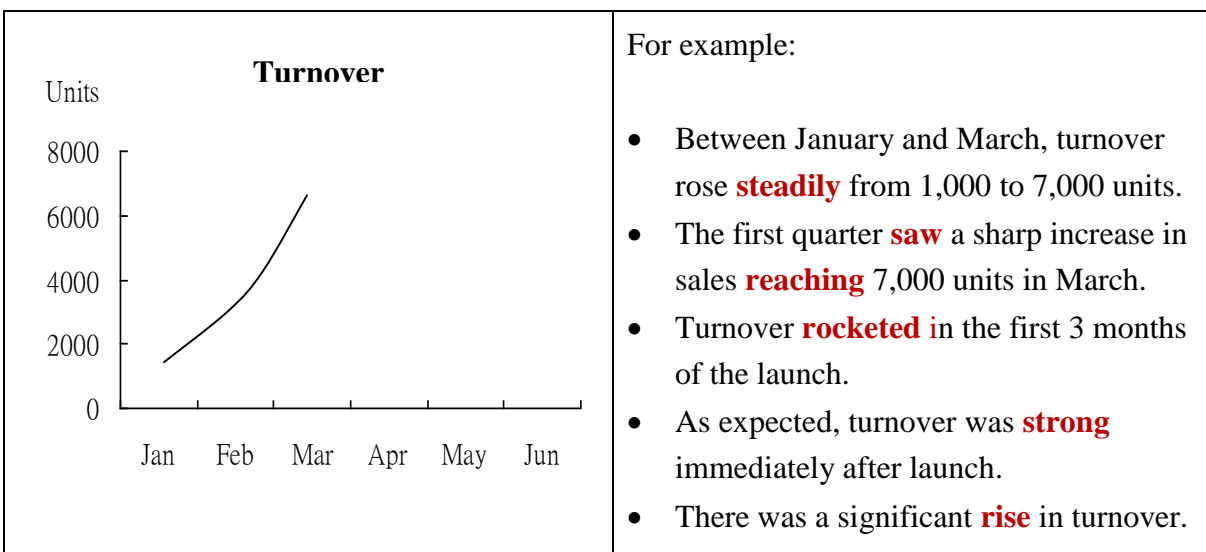 Turnover
Units
8000
6000
4000
2000
0
Jan Feb Mar Apr May Jun
For example:
• Between January and March, turnover
rose steadily from 1,000 to 7,000 units.
• The first quarter saw a sharp increase in
sales reaching 7,000 units in March.
• Turnover rocketed in the first 3 months
of the launch.
• As expected, turnover was strong
immediately after launch.
• There was a significant rise in turnover.